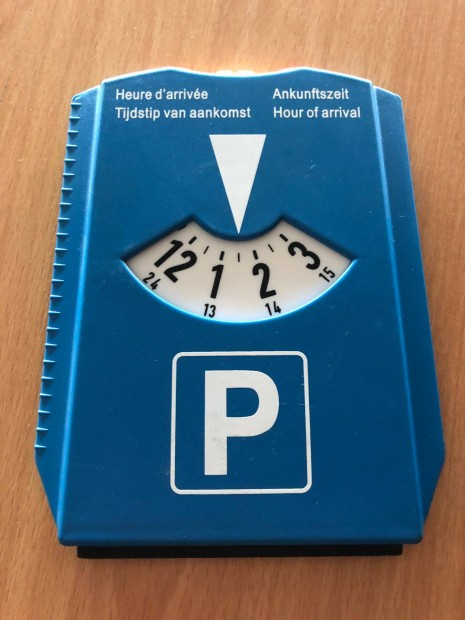 Heure d'arrivée Ankunftszeit
Tijdstip van aankomst Hour of arrival
12 1 2 3
24 13 14 15
P